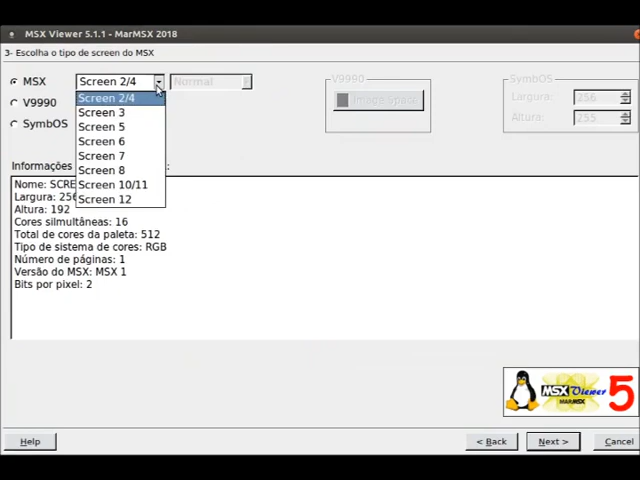 MSX Viewer 5.1.1 - MarMSX 2018
3- Escolha o tipo de screen do MSX
MSX
Screen 2/4
Normal
V9990
Image Space
SymbOS
Largura: 256
Altura: 255
V9990
SymbOS
Screen 2/4
Screen 3
Screen 5
Screen 6
Screen 7
Screen 8
Screen 10/11
Screen 12
Informações :
Nome: SCRE
Largura: 256
Altura: 192
Cores silmultâneas: 16
Total de cores da paleta: 512
Tipo de sistema de cores: RGB
Número de páginas: 1
Versão do MSX: MSX 1
Bits por pixel: 2
MSX Viewer 5
MARMSX
Help
< Back
Next >
Cancel